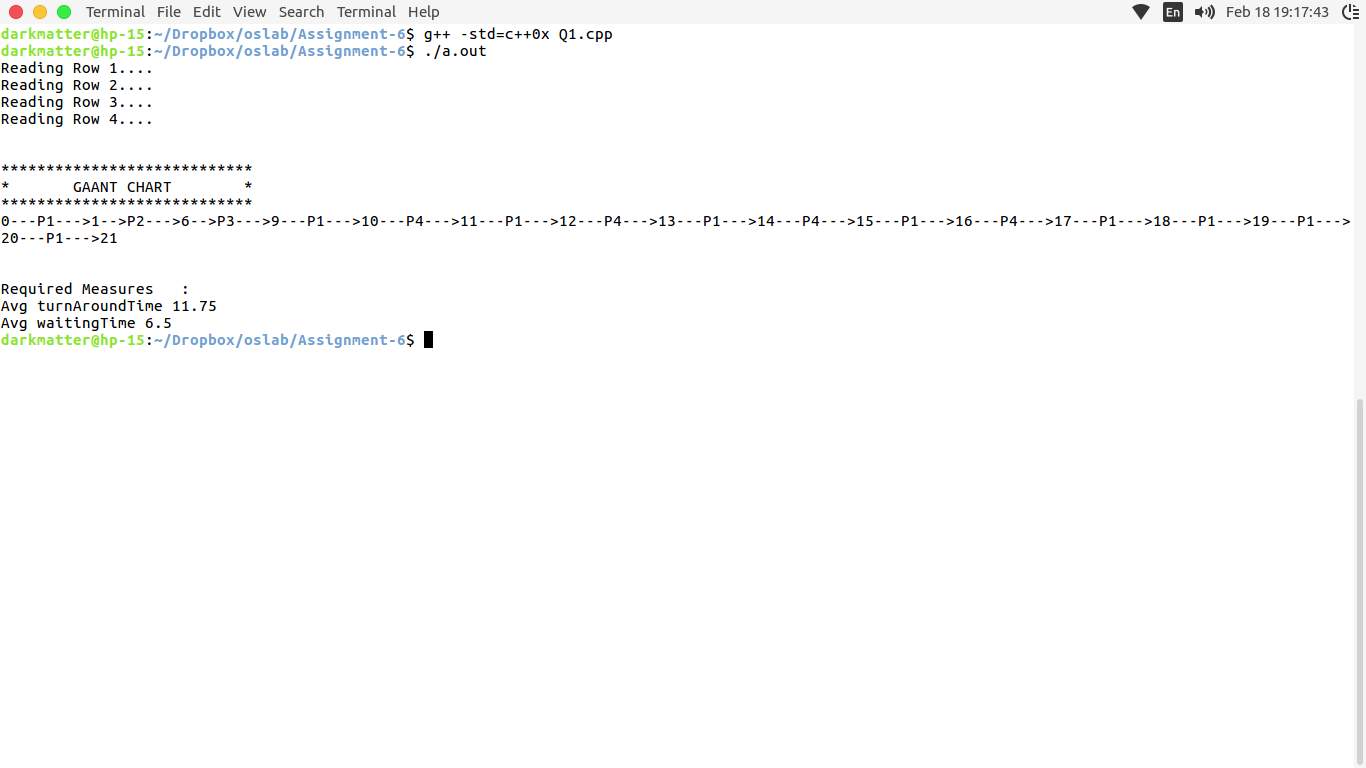 Terminal File Edit View Search Terminal Help En Feb 18 19:17:43
darkmatter@hp-15:~/Dropbox/oslab/Assignment-6$ g++ -std=c++0x Q1.cpp
darkmatter@hp-15:~/Dropbox/oslab/Assignment-6$ ./a.out
Reading Row 1....
Reading Row 2....
Reading Row 3....
Reading Row 4....
****************************
*       GAANT CHART        *
****************************
0---P1--->1-->P2--->6-->P3--->9---P1--->10---P4--->11---P1--->12---P4--->13---P1--->14---P4--->15---P1--->16---P4--->17---P1--->18---P1--->19---P1--->
20---P1--->21
Required Measures   :
Avg turnAroundTime 11.75
Avg waitingTime 6.5
darkmatter@hp-15:~/Dropbox/oslab/Assignment-6$